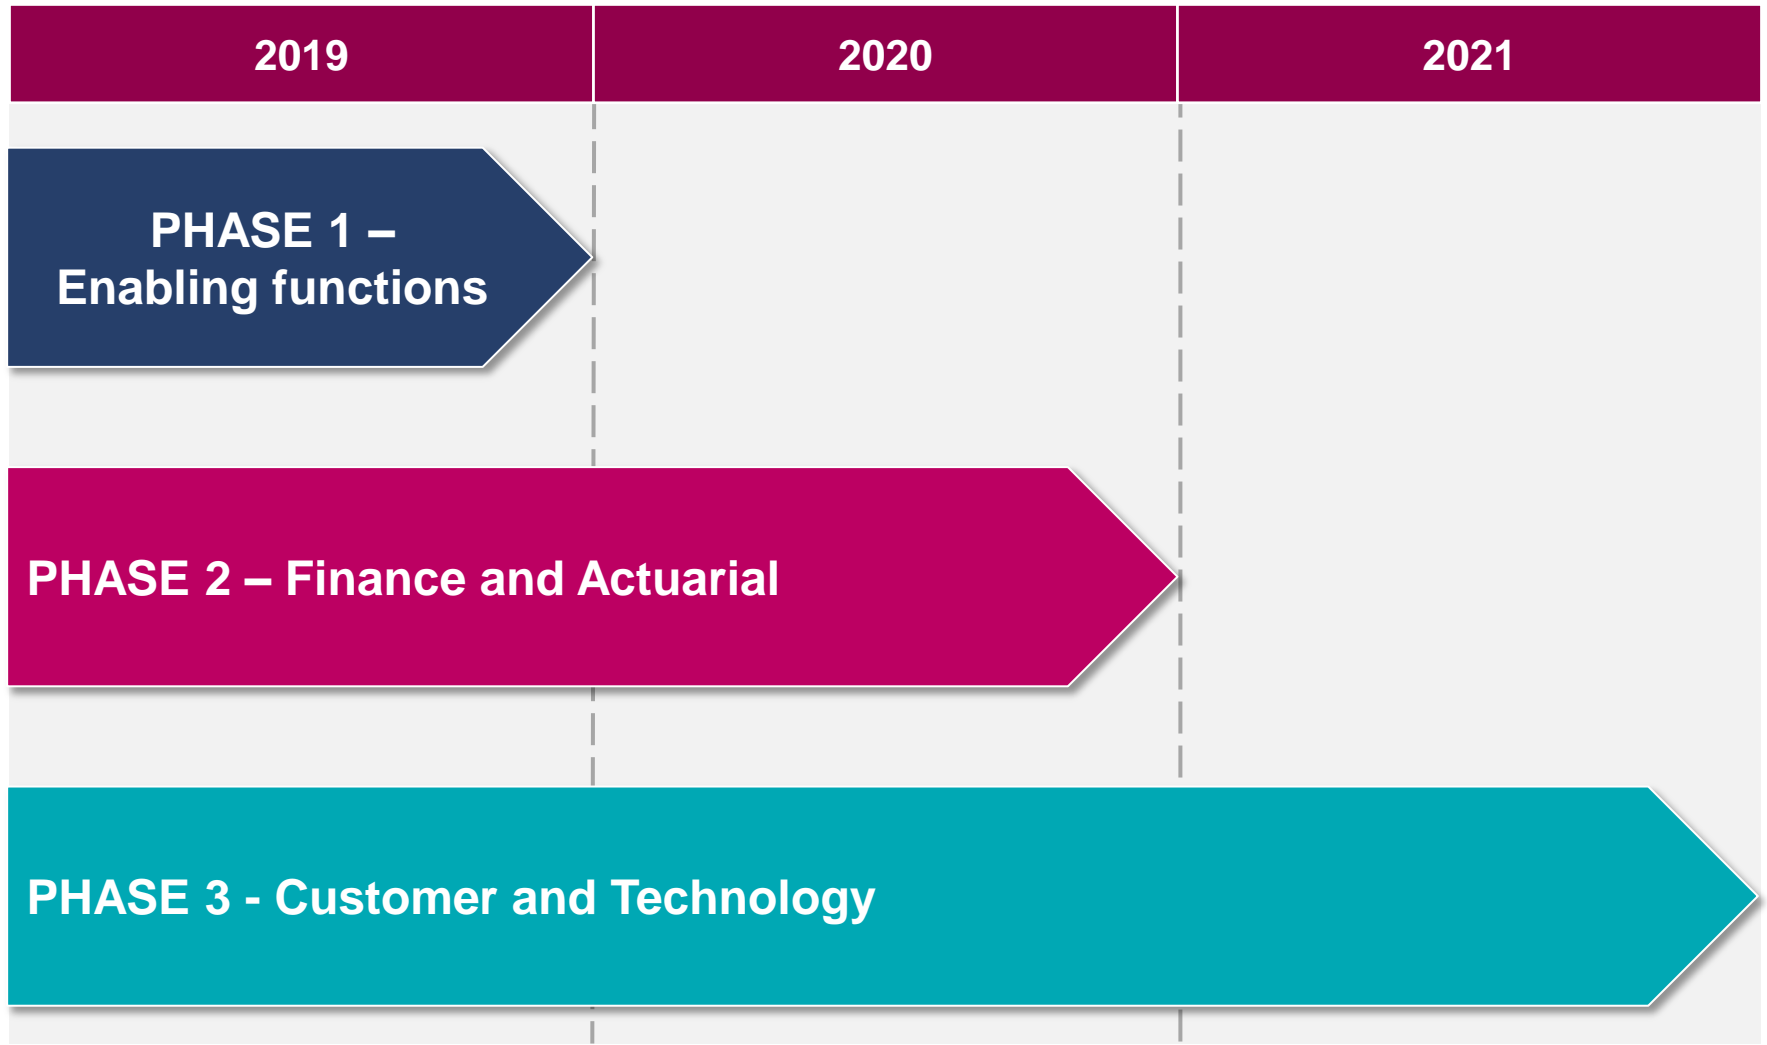 2019
2020
2021
PHASE 1 –
Enabling functions
PHASE 2 – Finance and Actuarial
PHASE 3 - Customer and Technology